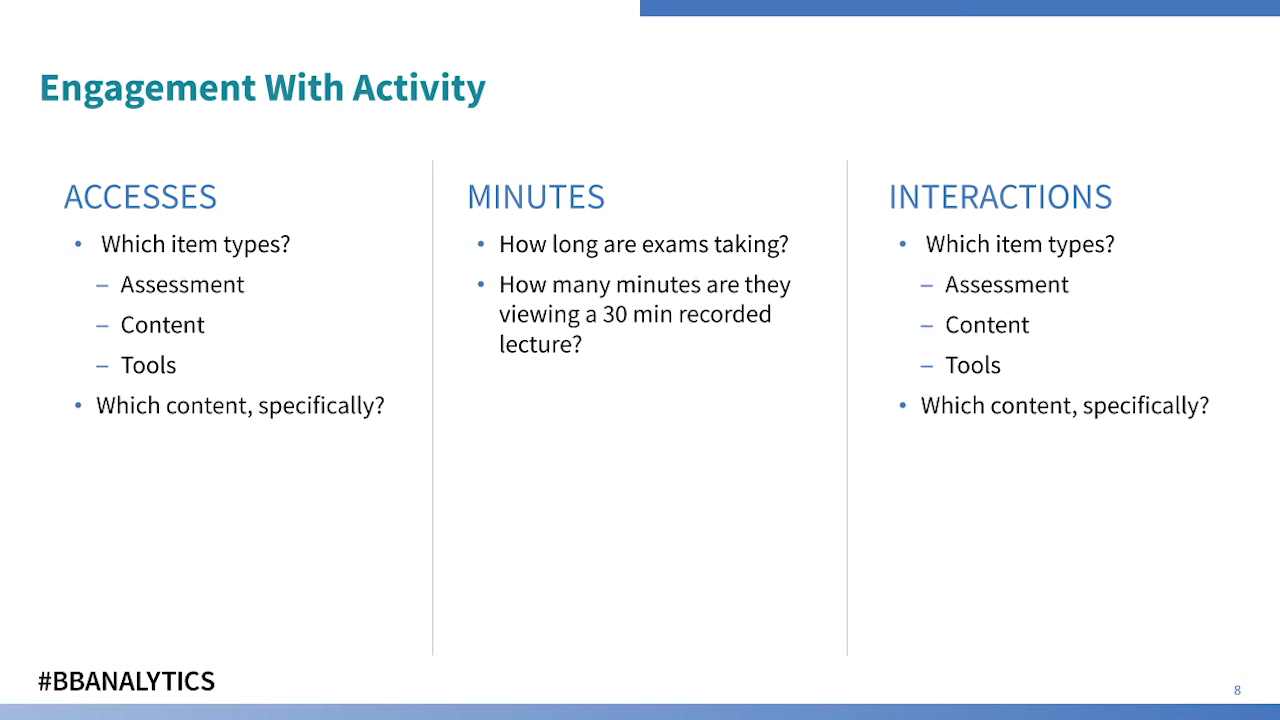 Engagement With Activity
ACCESSES
• Which item types?
– Assessment
– Content
– Tools
• Which content, specifically?
MINUTES
• How long are exams taking?
• How many minutes are they
viewing a 30 min recorded
lecture?
INTERACTIONS
• Which item types?
– Assessment
– Content
– Tools
• Which content, specifically?
#BBANALYTICS
8